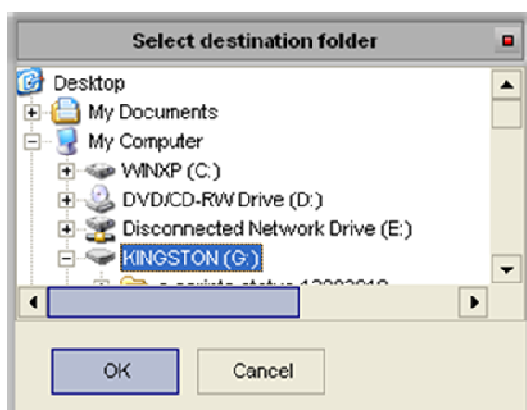 Select destination folder
Desktop
My Documents
My Computer
WINXP (C:)
DVD/CD-RW Drive (D:)
Disconnected Network Drive (E:)
KINGSTON (G:)
OK
Cancel